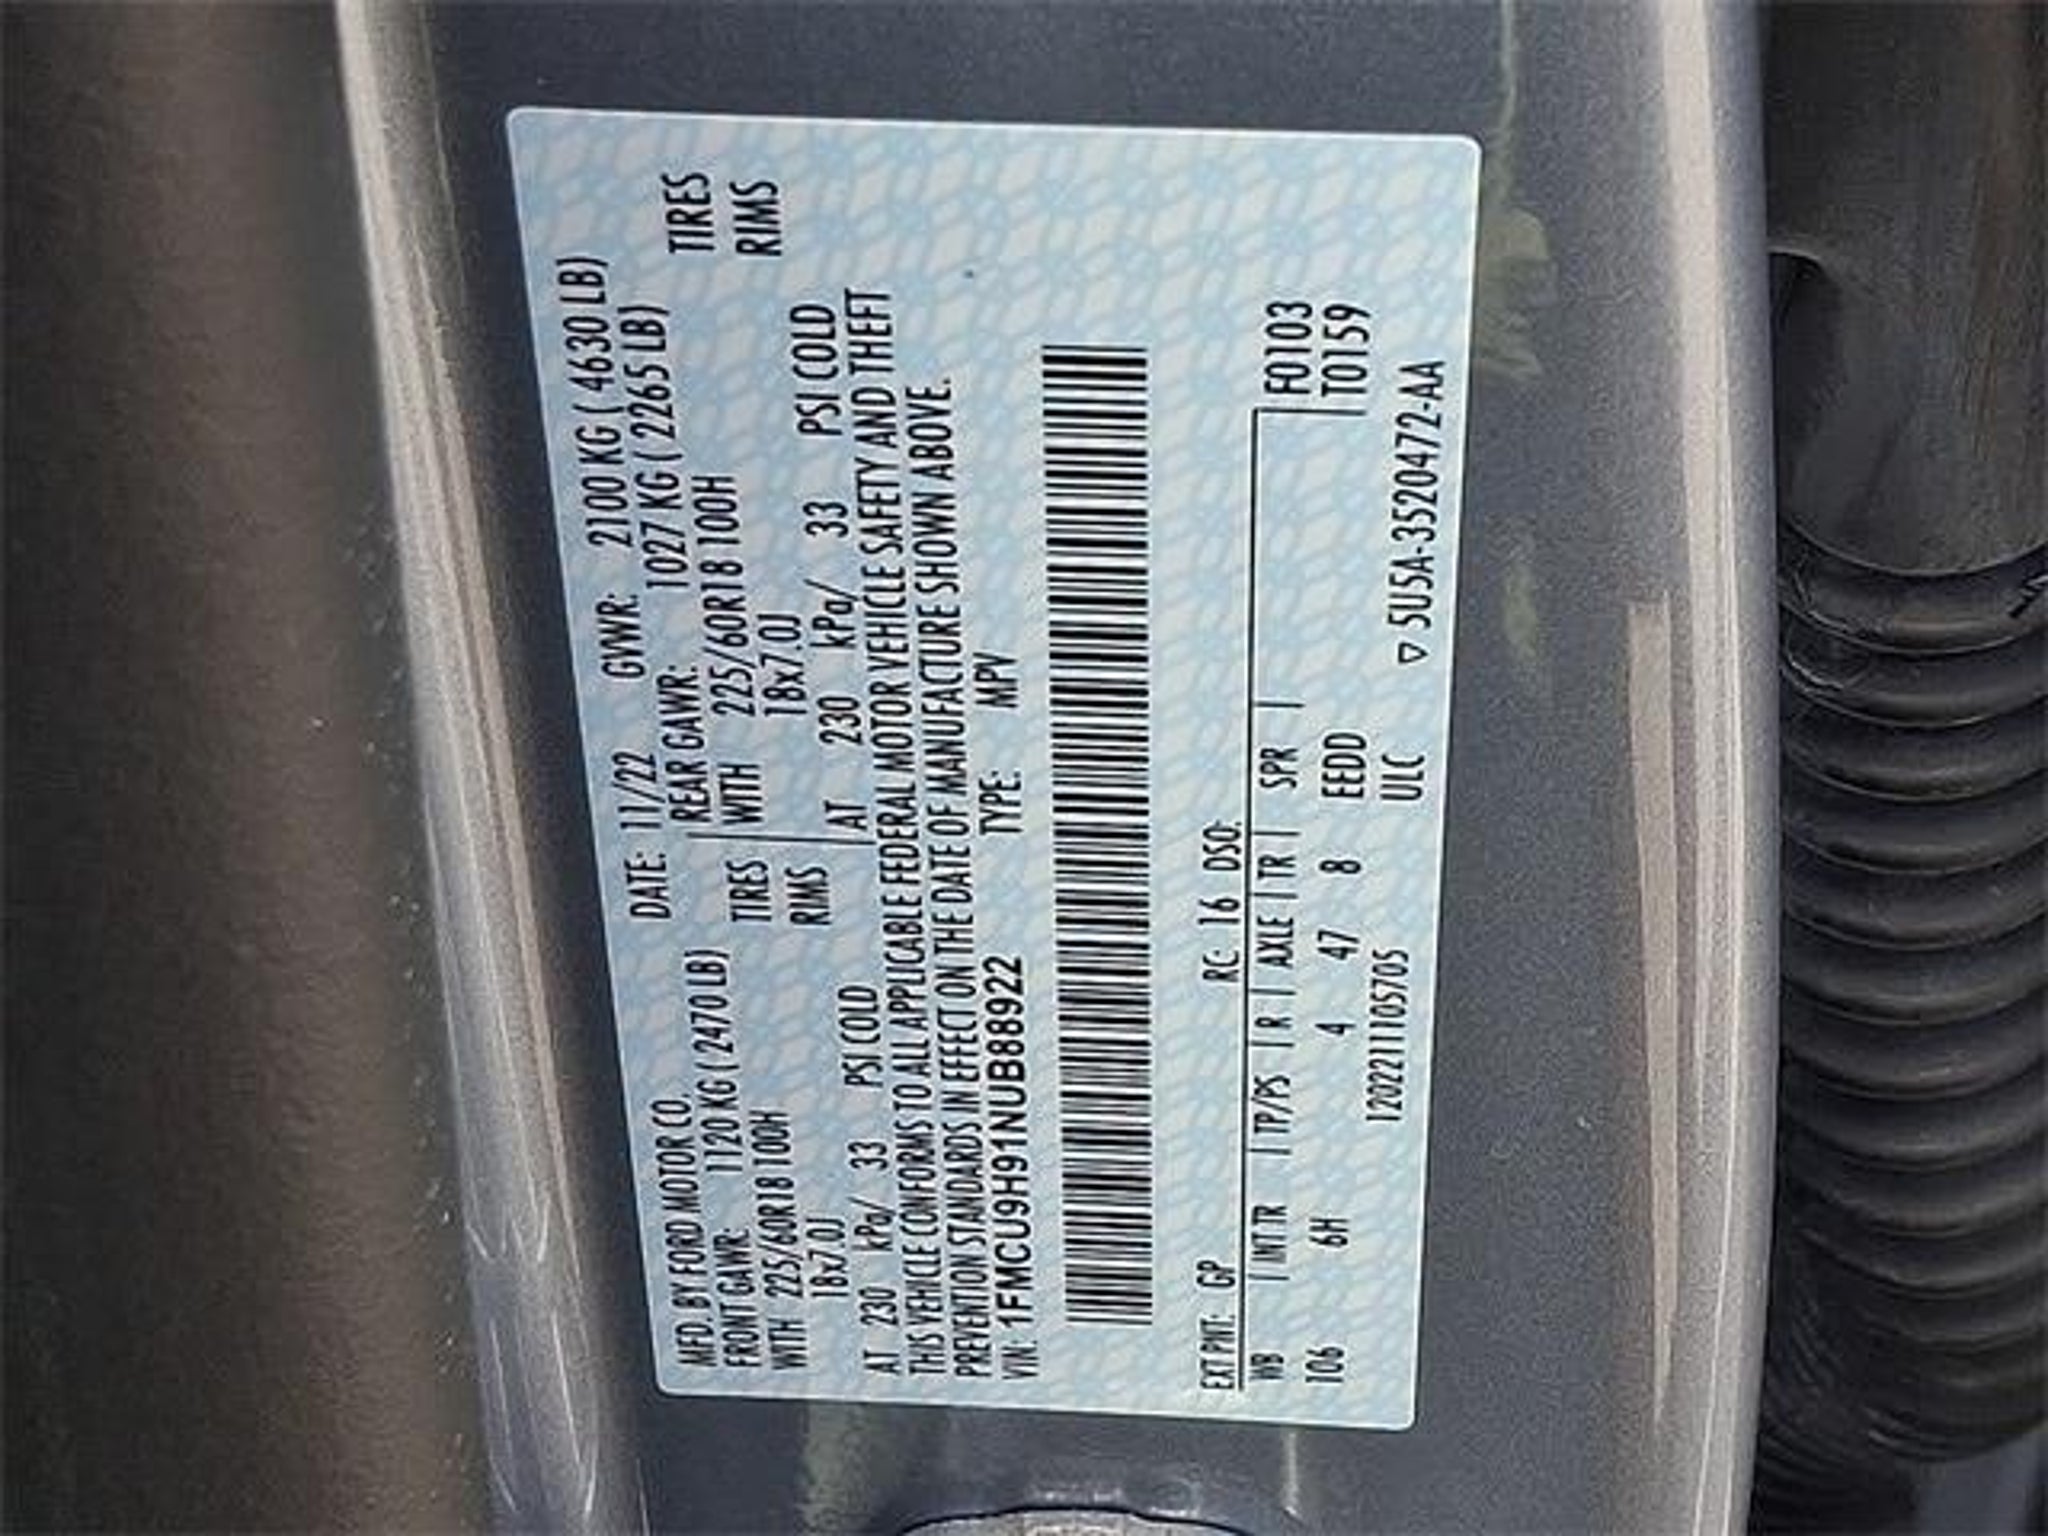 MFD. BY FORD MOTOR CO. DATE: 11/22 GVWR: 2100 KG ( 4630 LB)
FRONT GAWR: 1120 KG ( 2470 LB) REAR GAWR: 1027 KG ( 2265 LB)
WITH 225/60R18 100H TIRES WITH 225/60R18 100H TIRES
18x7.0J RIMS 18x7.0J RIMS
AT 230 kPa/ 33 PSI COLD AT 230 kPa/ 33 PSI COLD
THIS VEHICLE CONFORMS TO ALL APPLICABLE FEDERAL MOTOR VEHICLE SAFETY AND THEFT
PREVENTION STANDARDS IN EFFECT ON THE DATE OF MANUFACTURE SHOWN ABOVE.
VIN: 1FMCU9H91NUB88922 TYPE: MPV
EXT PNT: GP RC: 16 DSO:
WB | INT TR | TP/PS | R | AXLE | TR | SPR | F0103
106 6H 4 47 8 EEDD T0159
1202211105705 ULC
▽ 5U5A-3520472-AA